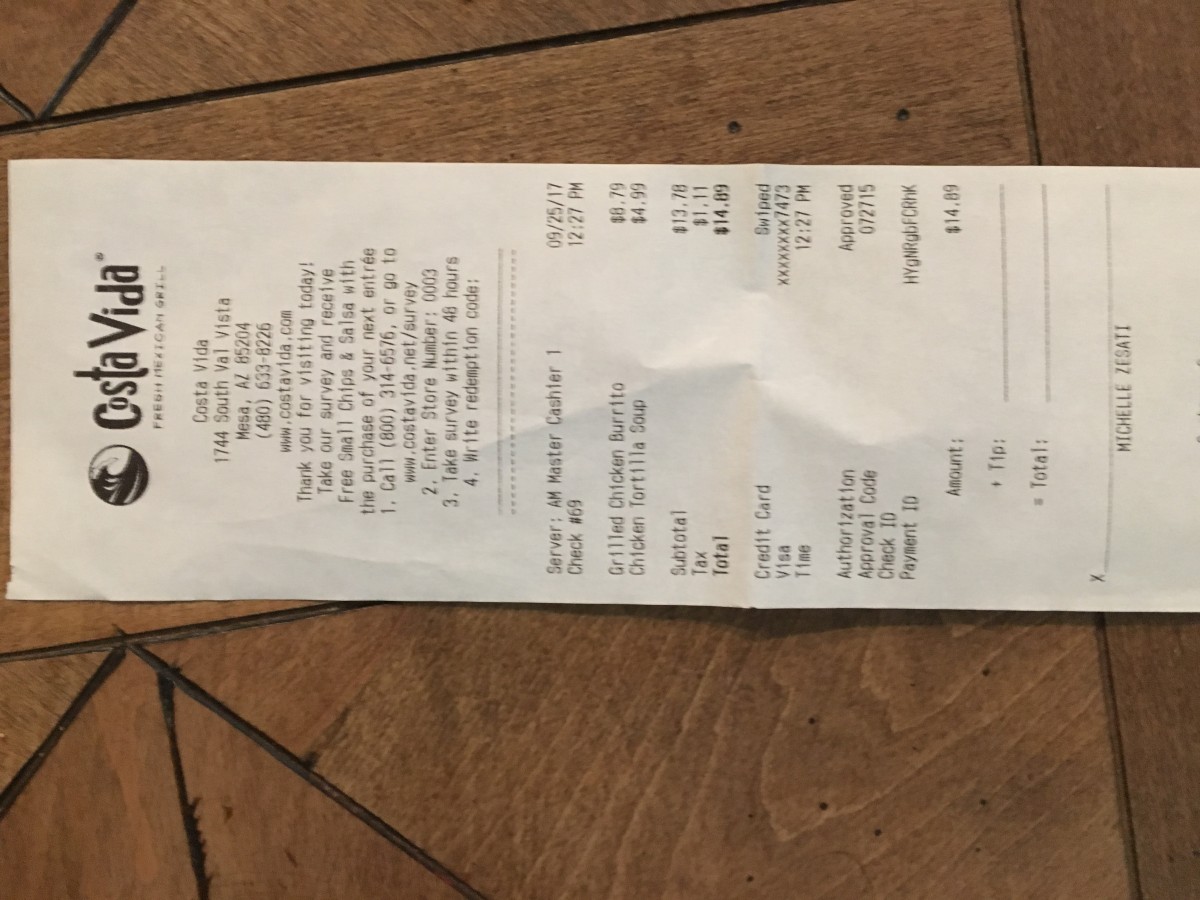 Costa Vida®
FRESH MEXICAN GRILL
Costa Vida
1744 South Val Vista
Mesa, AZ 85204
(480) 633-8226
www.costavida.com
Thank you for visiting today!
Take our survey and receive
Free Small Chips & Salsa with
the purchase of your next entrée
1. Call (800) 314-6576, or go to
www.costavida.net/survey
2. Enter Store Number: 0003
3. Take survey within 48 hours
4. Write redemption code:
Server: AM Master Cashier 1 09/25/17
Check #69 12:27 PM
Grilled Chicken Burrito $8.79
Chicken Tortilla Soup $4.99
Subtotal $13.78
Tax $1.11
Total $14.89
Credit Card Swiped
Visa xxxxxxxx7473
Time 12:27 PM
Authorization Approved
Approval Code 072715
Check ID
Payment ID HYgNRgbFCRhK
Amount: $14.89
+ Tip:
= Total:
X
MICHELLE ZESATI